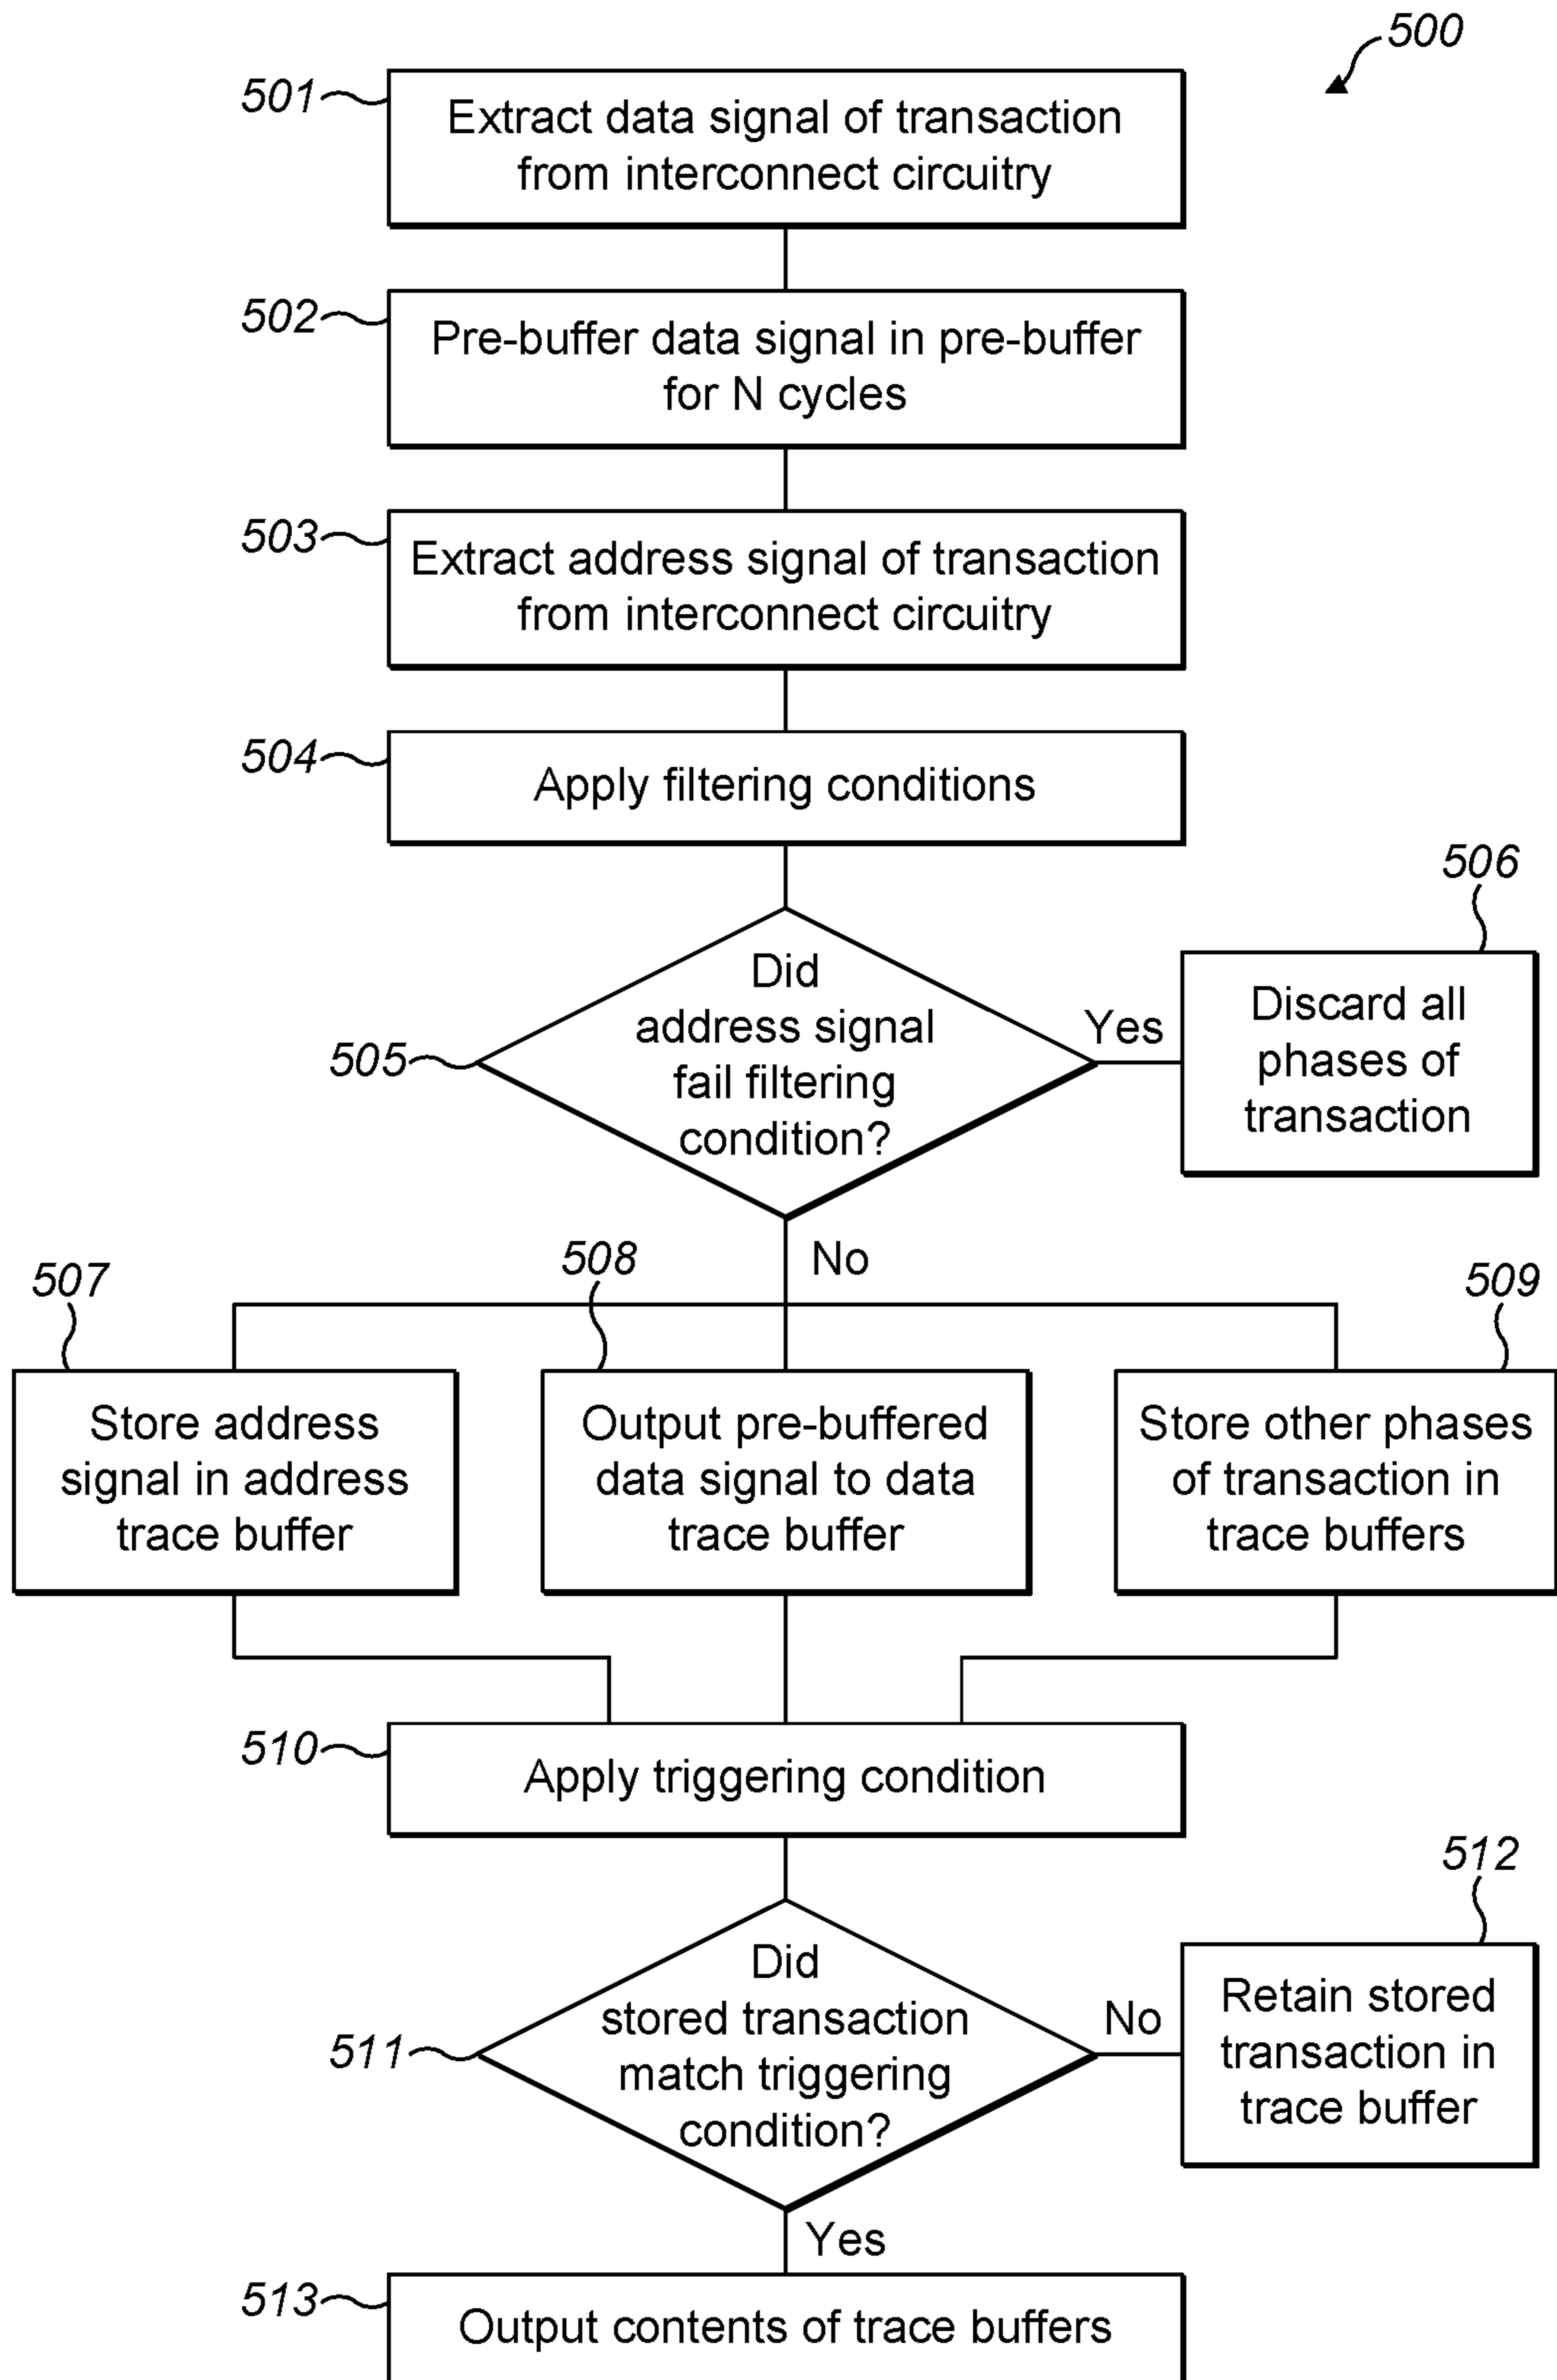 500
501
Extract data signal of transaction
from interconnect circuitry
502
Pre-buffer data signal in pre-buffer
for N cycles
503
Extract address signal of transaction
from interconnect circuitry
504
Apply filtering conditions
505
Did
address signal
fail filtering
condition?
Yes
506
Discard all
phases of
transaction
No
507
Store address
signal in address
trace buffer
508
Output pre-buffered
data signal to data
trace buffer
509
Store other phases
of transaction in
trace buffers
510
Apply triggering condition
511
Did
stored transaction
match triggering
condition?
No
512
Retain stored
transaction in
trace buffer
Yes
513
Output contents of trace buffers